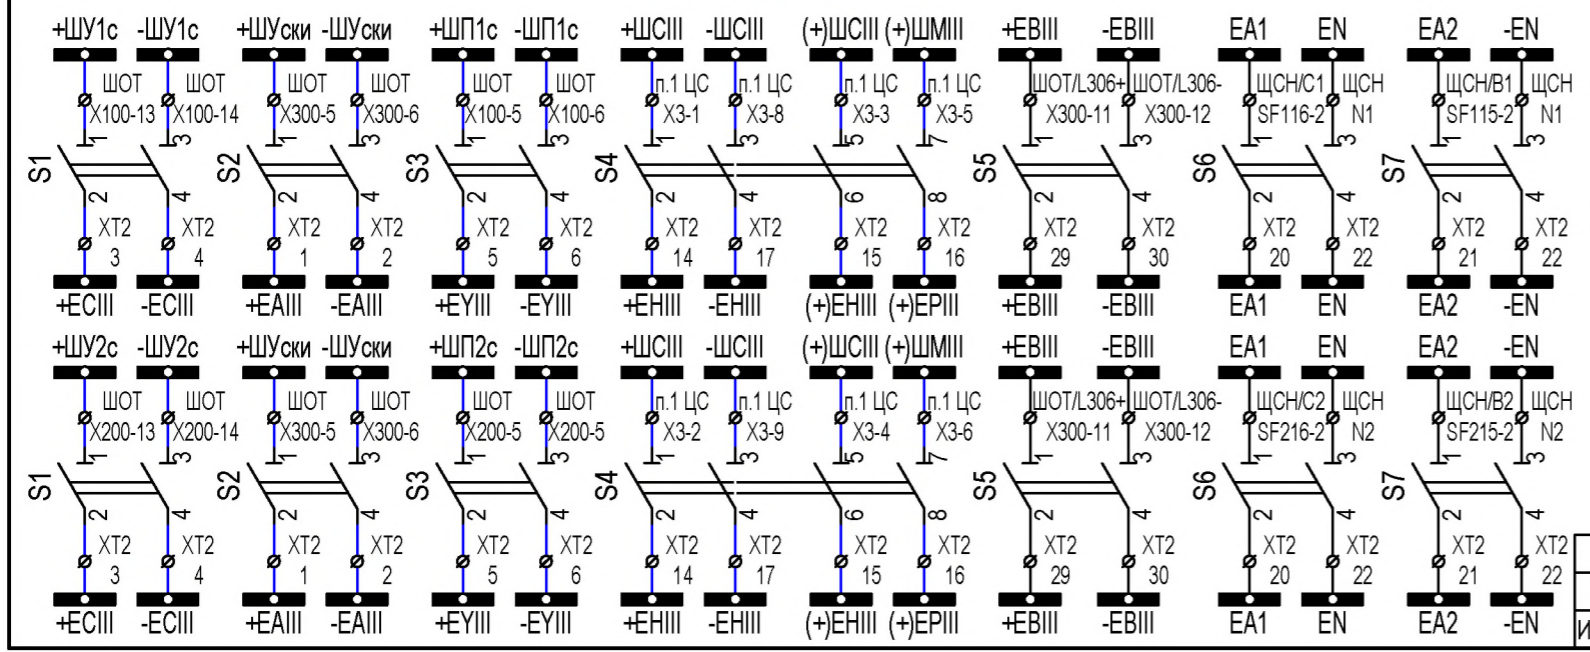 +ШУ1с -ШУ1с +ШУски -ШУски +ШП1с -ШП1с +ШСIII -ШСIII (+)ШСIII (+)ШМIII +ЕВIII -ЕВIII ЕА1 EN ЕА2 -EN
ШОТ ШОТ ШОТ ШОТ ШОТ ШОТ п.1 ЦС п.1 ЦС п.1 ЦС п.1 ЦС ШОТ/L306+ ШОТ/L306- ЩСН/С1 ЩСН ЩСН/В1 ЩСН
Х100-13 Х100-14 Х300-5 Х300-6 Х100-5 Х100-6 Х3-1 Х3-8 Х3-3 Х3-5 Х300-11 Х300-12 SF116-2 N1 SF115-2 N1
1 3 1 3 1 3 1 3 5 7 1 3 1 3 1 3
S1 S2 S3 S4 S5 S6 S7
2 4 2 4 2 4 2 4 6 8 2 4 2 4 2 4
ХТ2 ХТ2 ХТ2 ХТ2 ХТ2 ХТ2 ХТ2 ХТ2 ХТ2 ХТ2 ХТ2 ХТ2 ХТ2 ХТ2 ХТ2 ХТ2
3 4 1 2 5 6 14 17 15 16 29 30 20 22 21 22
+ЕСIII -ЕСIII +ЕАIII -ЕАIII +EYIII -EYIII +ЕНIII -ЕНIII (+)ЕНIII (+)ЕРIII +ЕВIII -ЕВIII ЕА1 EN ЕА2 -EN
+ШУ2с -ШУ2с +ШУски -ШУски +ШП2с -ШП2с +ШСIII -ШСIII (+)ШСIII (+)ШМIII +ЕВIII -ЕВIII ЕА1 EN ЕА2 -EN
ШОТ ШОТ ШОТ ШОТ ШОТ ШОТ п.1 ЦС п.1 ЦС п.1 ЦС п.1 ЦС ШОТ/L306+ ШОТ/L306- ЩСН/С2 ЩСН ЩСН/В2 ЩСН
Х200-13 Х200-14 Х300-5 Х300-6 Х200-5 Х200-5 Х3-2 Х3-9 Х3-4 Х3-6 Х300-11 Х300-12 SF216-2 N2 SF215-2 N2
1 3 1 3 1 3 1 3 5 7 1 3 1 3 1 3
S1 S2 S3 S4 S5 S6 S7
2 4 2 4 2 4 2 4 6 8 2 4 2 4 2 4
ХТ2 ХТ2 ХТ2 ХТ2 ХТ2 ХТ2 ХТ2 ХТ2 ХТ2 ХТ2 ХТ2 ХТ2 ХТ2 ХТ2 ХТ2 ХТ2
3 4 1 2 5 6 14 17 15 16 29 30 20 22 21 22
+ЕСIII -ЕСIII +ЕАIII -ЕАIII +EYIII -EYIII +ЕНIII -ЕНIII (+)ЕНIII (+)ЕРIII +ЕВIII -ЕВIII ЕА1 EN ЕА2 -EN